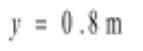 y = 0.8 m